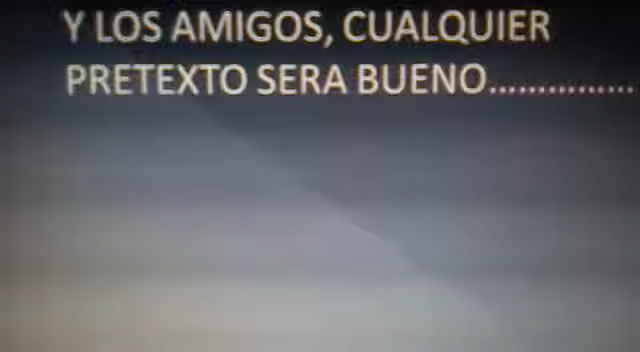 Y LOS AMIGOS, CUALQUIER
PRETEXTO SERA BUENO...............